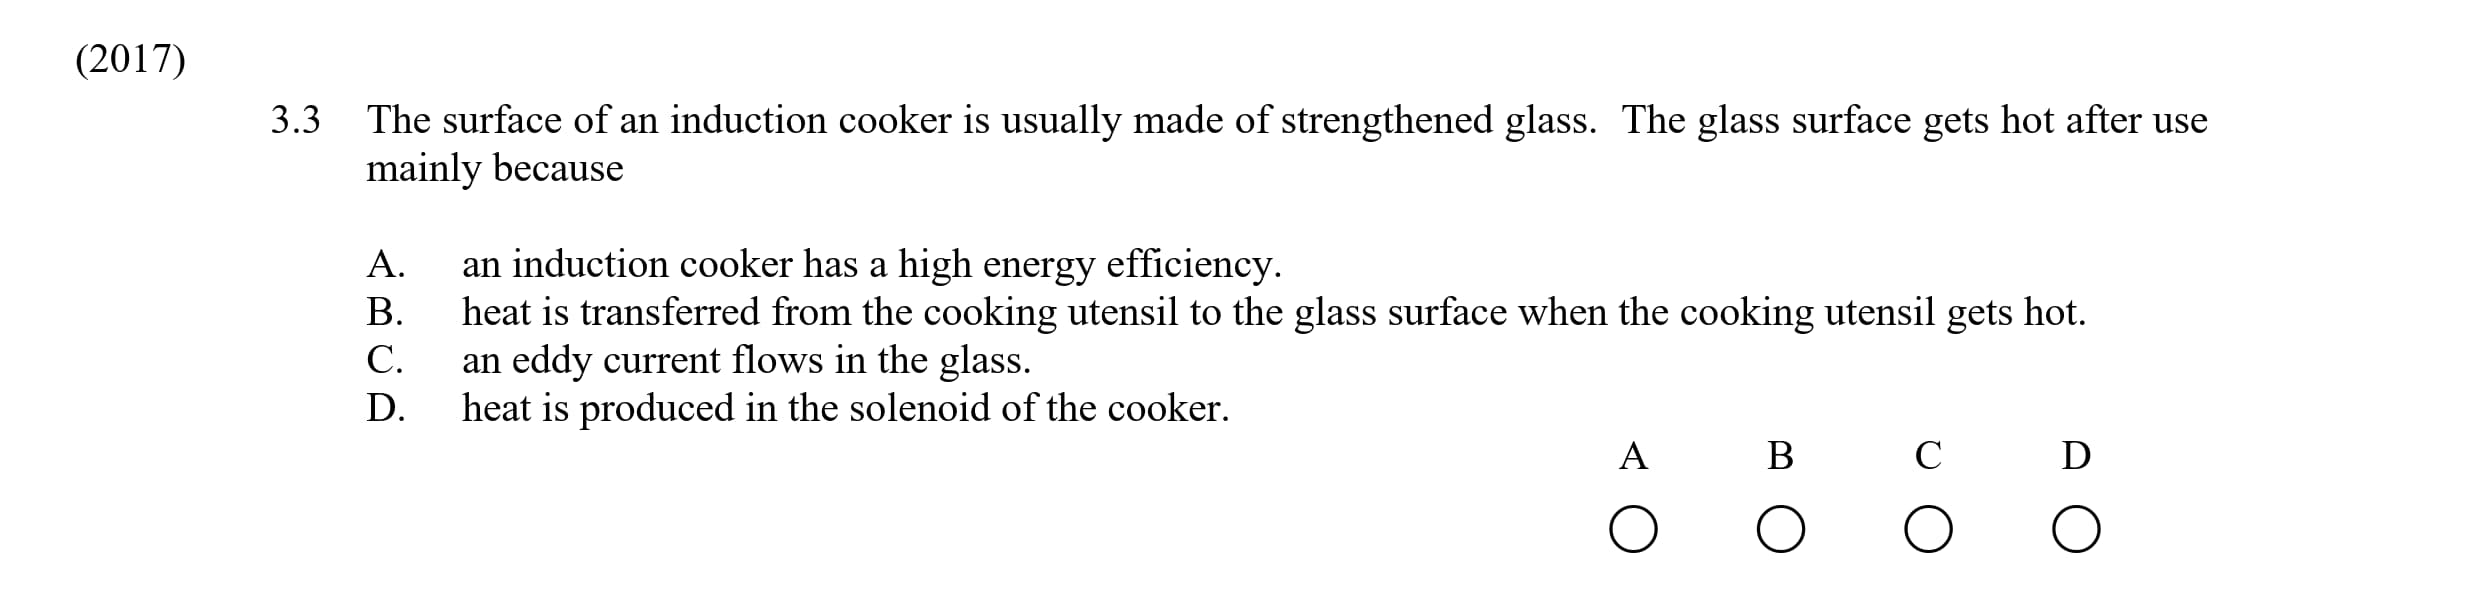 (2017)
3.3 The surface of an induction cooker is usually made of strengthened glass. The glass surface gets hot after use
mainly because
A. an induction cooker has a high energy efficiency.
B. heat is transferred from the cooking utensil to the glass surface when the cooking utensil gets hot.
C. an eddy current flows in the glass.
D. heat is produced in the solenoid of the cooker.
A B C D